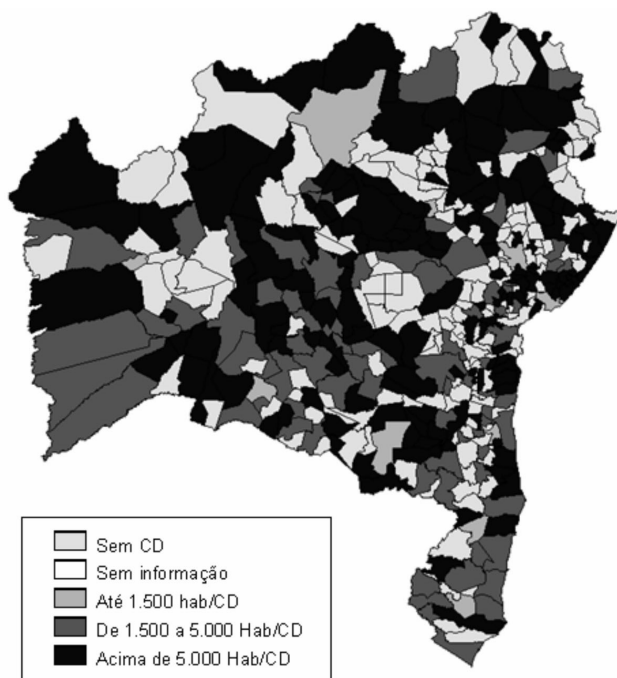 Sem CD
Sem informação
Até 1.500 hab/CD
De 1.500 a 5.000 Hab/CD
Acima de 5.000 Hab/CD